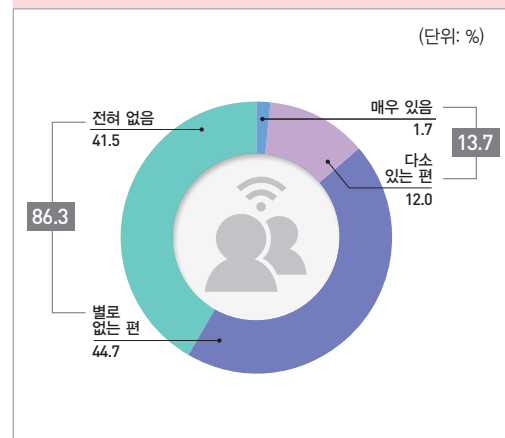 (단위: %)
전혀 없음
41.5
매우 있음
1.7
13.7
다소
있는 편
12.0
86.3
별로
없는 편
44.7